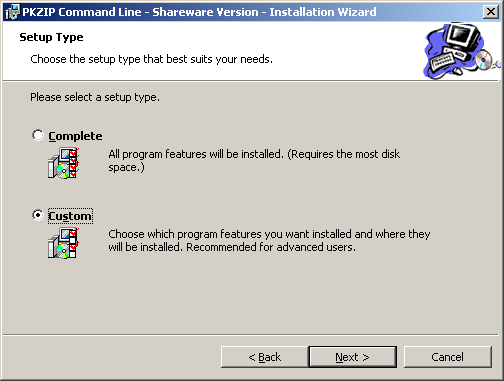 PKZIP Command Line - Shareware Version - Installation Wizard
Setup Type
Choose the setup type that best suits your needs.
Please select a setup type.
Complete
All program features will be installed. (Requires the most disk
space.)
Custom
Choose which program features you want installed and where they
will be installed. Recommended for advanced users.
< Back
Next >
Cancel